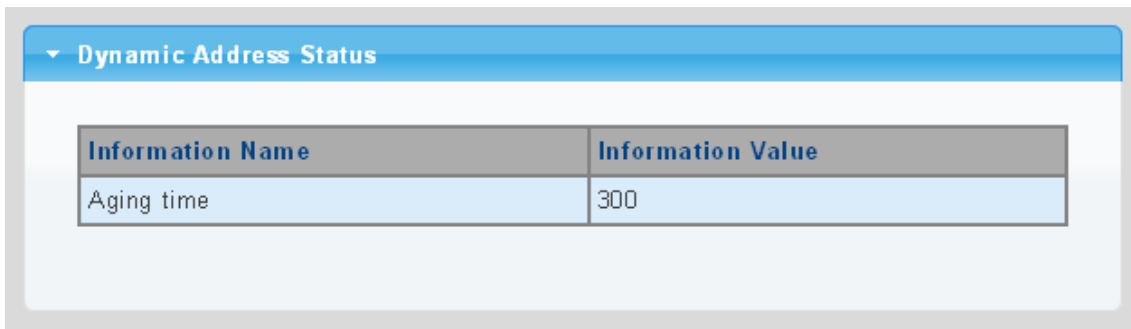 Dynamic Address Status
Information Name Information Value
Aging time 300